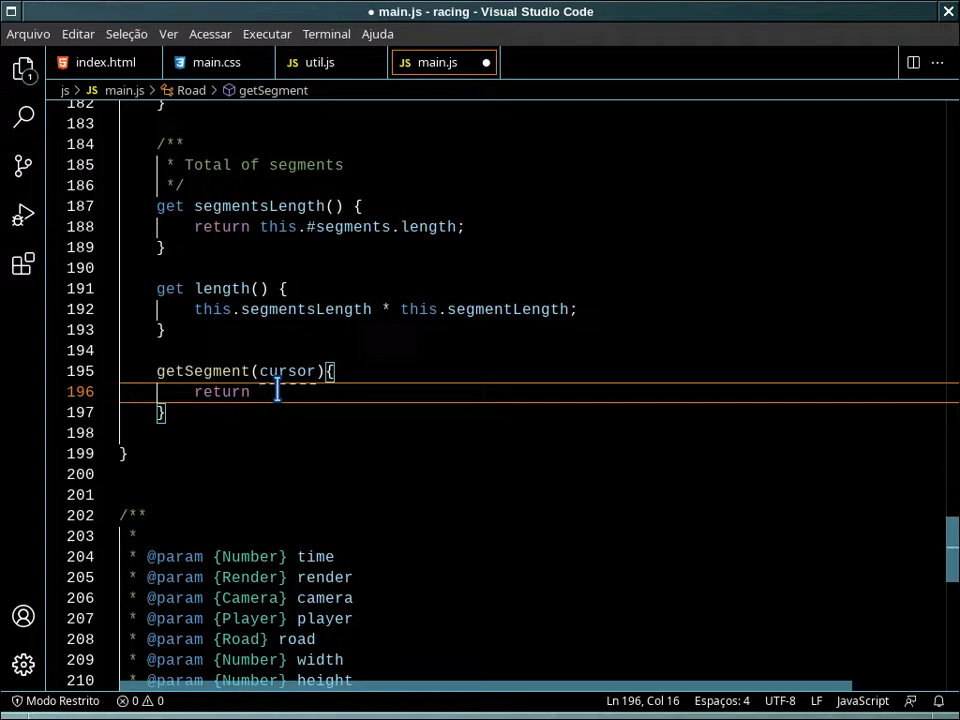 ● main.js - racing - Visual Studio Code
Arquivo Editar Seleção Ver Acessar Executar Terminal Ajuda
index.html main.css JS util.js JS main.js ●
js > JS main.js > Road > getSegment
182 }
183
184 /**
185 * Total of segments
186 */
187 get segmentsLength() {
188 return this.#segments.length;
189 }
190
191 get length() {
192 this.segmentsLength * this.segmentLength;
193 }
194
195 getSegment(cursor){
196 return
197 }
198
199 }
200
201
202 /**
203 *
204 * @param {Number} time
205 * @param {Render} render
206 * @param {Camera} camera
207 * @param {Player} player
208 * @param {Road} road
209 * @param {Number} width
210 * @param {Number} height
1
Modo Restrito 0 0 Ln 196, Col 16 Espaços: 4 UTF-8 LF JavaScript